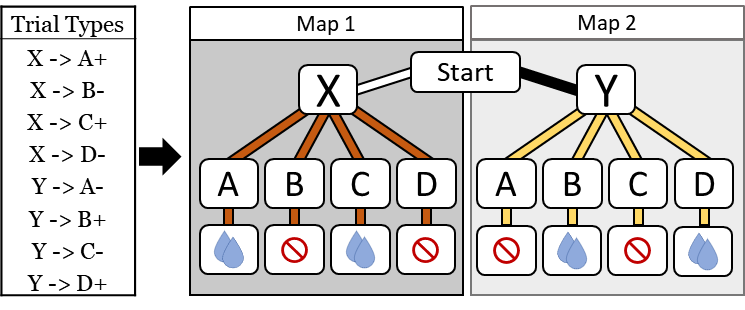 Trial Types
X -> A+
X -> B-
X -> C+
X -> D-
Y -> A-
Y -> B+
Y -> C-
Y -> D+
Map 1
Map 2
Start
X
Y
A B C D
A B C D